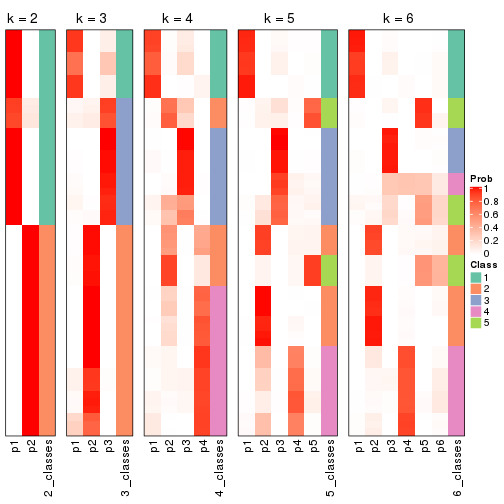 k = 2
k = 3
k = 4
k = 5
k = 6
Prob
1
0.8
0.6
0.4
0.2
0
Class
1
2
3
4
5
p1
p2
2_classes
p1
p2
p3
3_classes
p1
p2
p3
p4
4_classes
p1
p2
p3
p4
p5
5_classes
p1
p2
p3
p4
p5
p6
6_classes